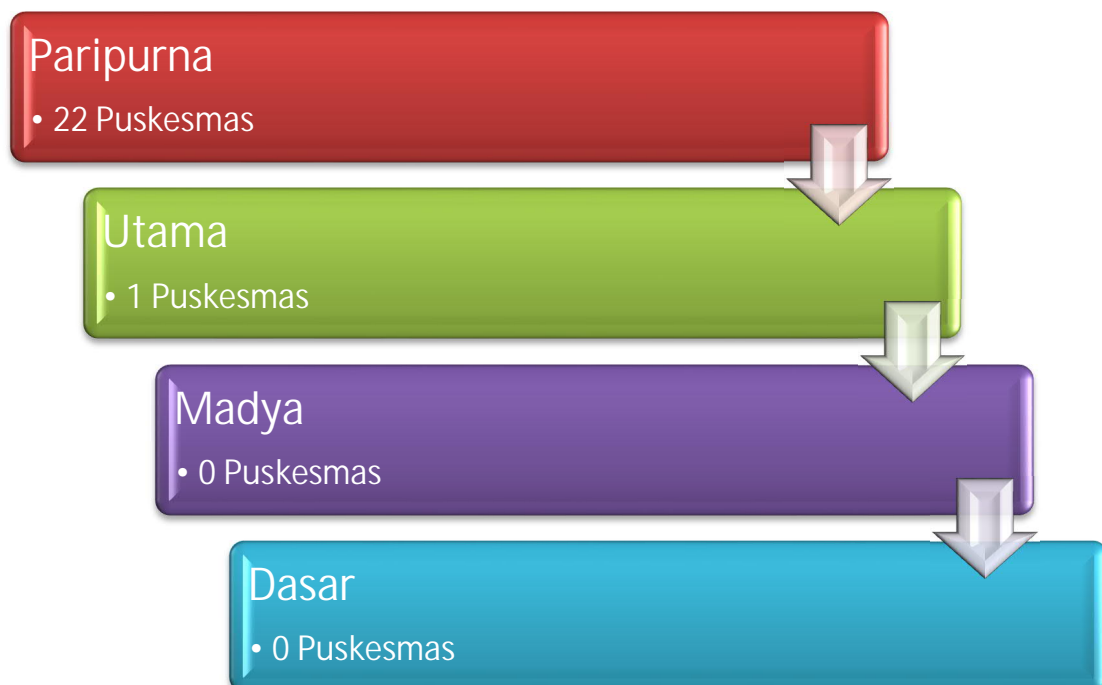 Paripurna
• 22 Puskesmas
Utama
• 1 Puskesmas
Madya
• 0 Puskesmas
Dasar
• 0 Puskesmas